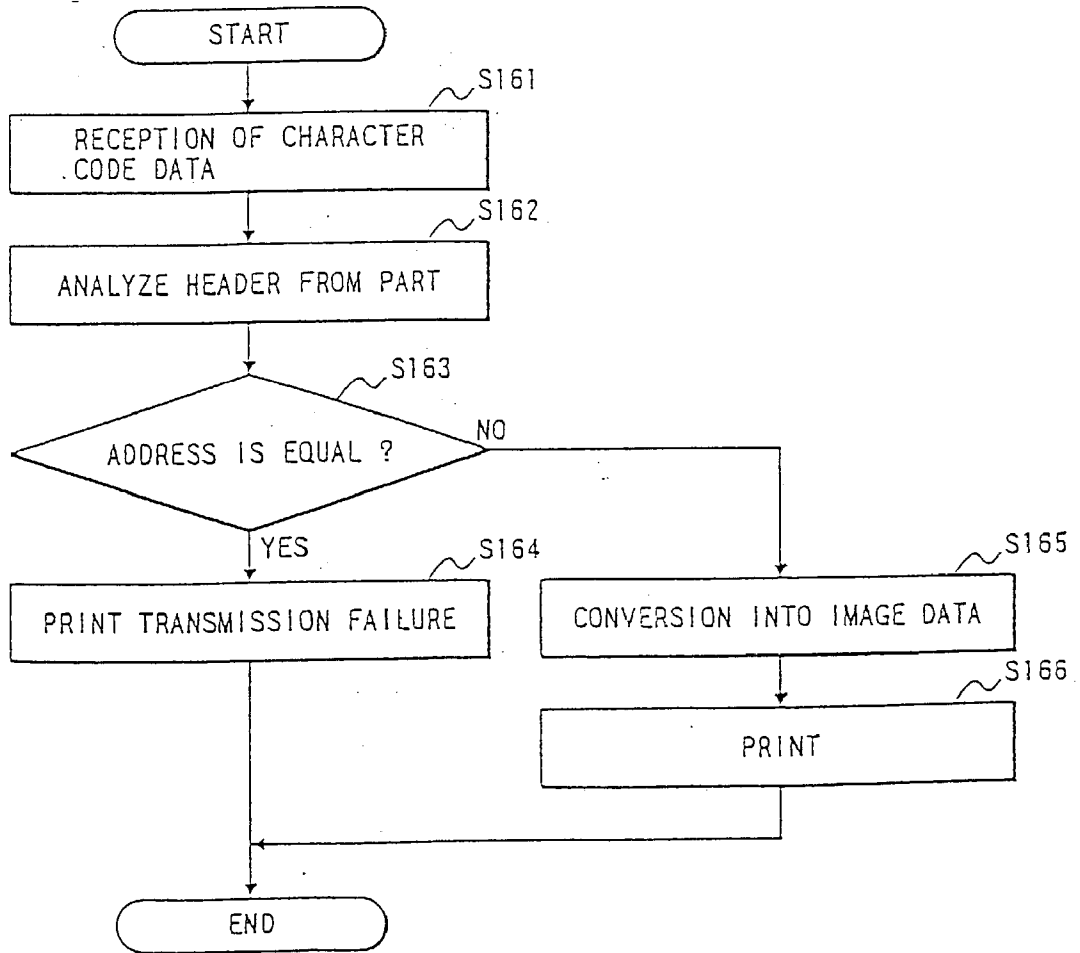 START
S161
RECEPTION OF CHARACTER
CODE DATA
S162
ANALYZE HEADER FROM PART
S163
ADDRESS IS EQUAL ?
NO
YES
S164
PRINT TRANSMISSION FAILURE
S165
CONVERSION INTO IMAGE DATA
S166
PRINT
END